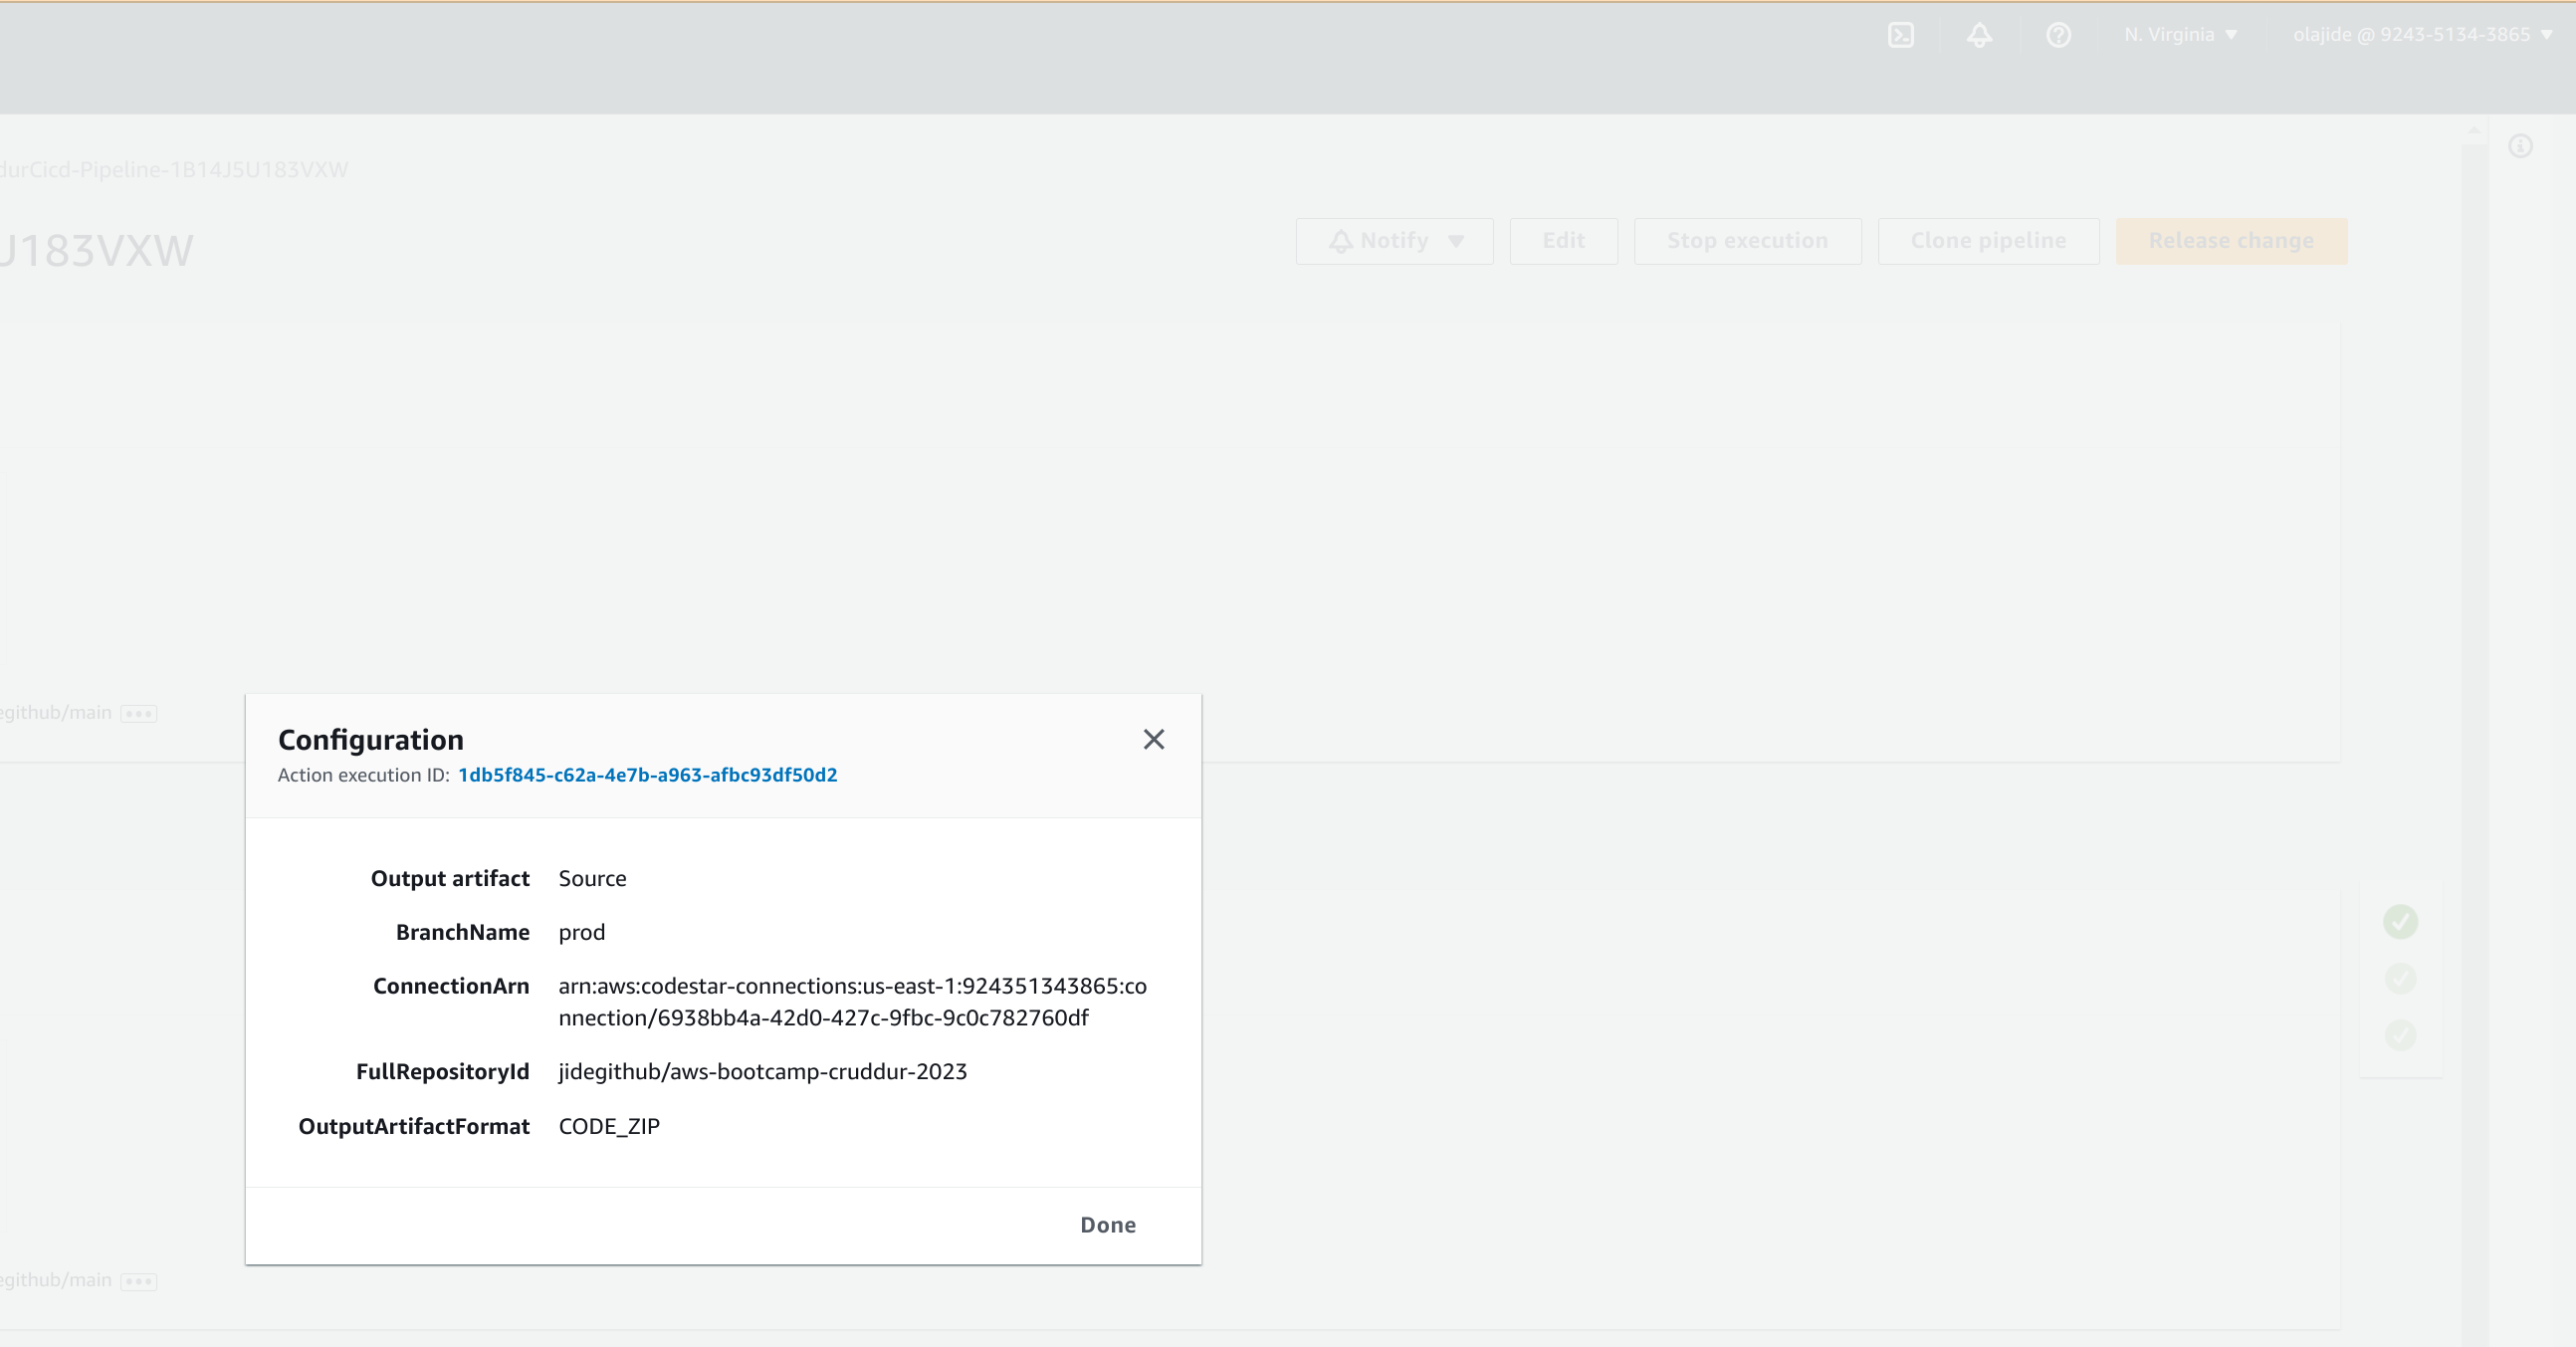 N. Virginia
olajide @ 9243-5134-3865
durCicd-Pipeline-1B14J5U183VXW
U183VXW
Notify
Edit
Stop execution
Clone pipeline
Release change
egithub/main
Configuration
Action execution ID: 1db5f845-c62a-4e7b-a963-afbc93df50d2
Output artifact Source
BranchName prod
ConnectionArn arn:aws:codestar-connections:us-east-1:924351343865:co
nnection/6938bb4a-42d0-427c-9fbc-9c0c782760df
FullRepositoryId jidegithub/aws-bootcamp-cruddur-2023
OutputArtifactFormat CODE_ZIP
Done
egithub/main